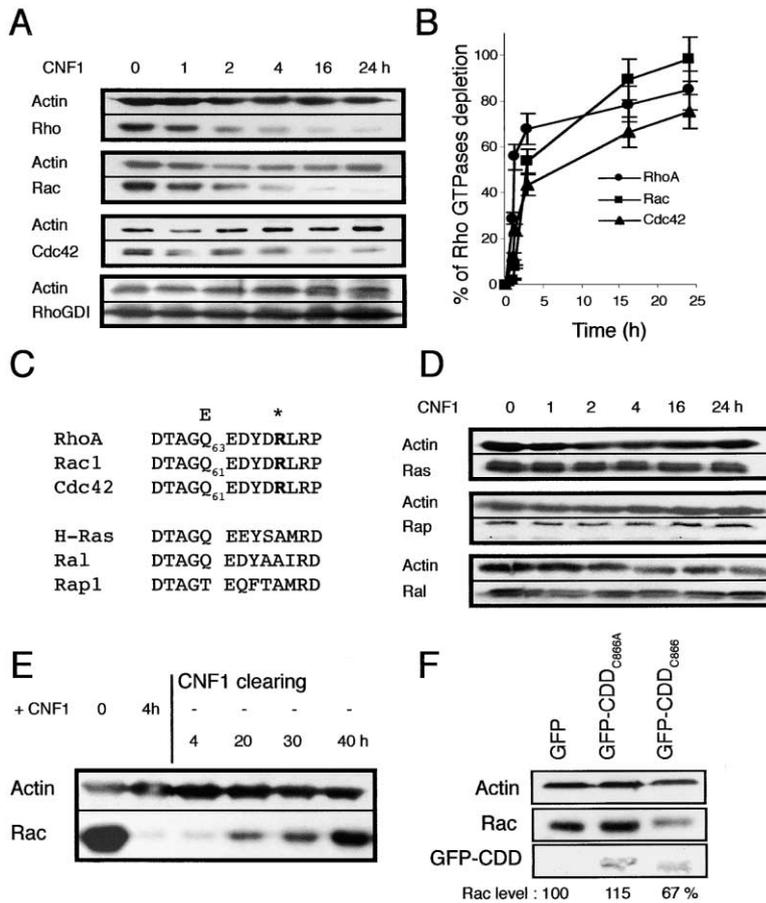 A
CNF1 0 1 2 4 16 24 h
Actin
Rho
Actin
Rac
Actin
Cdc42
Actin
RhoGDI
B
% of Rho GTPases depletion
100
80
60
40
20
0
RhoA
Rac
Cdc42
0 5 10 15 20 25
Time (h)
C
E *
RhoA DTAGQ63EDYDRLRP
Rac1 DTAGQ61EDYDRLRP
Cdc42 DTAGQ61EDYDRLRP
H-Ras DTAGQ EEYSAMRD
Ral DTAGQ EDYAAIRD
Rap1 DTAGT EQFTAMRD
D
CNF1 0 1 2 4 16 24 h
Actin
Ras
Actin
Rap
Actin
Ral
E
CNF1 clearing
+ CNF1 0 4h - - - -
4 20 30 40 h
Actin
Rac
F
GFP
GFP-CDDC866A
GFP-CDDC866
Actin
Rac
GFP-CDD
Rac level : 100 115 67 %